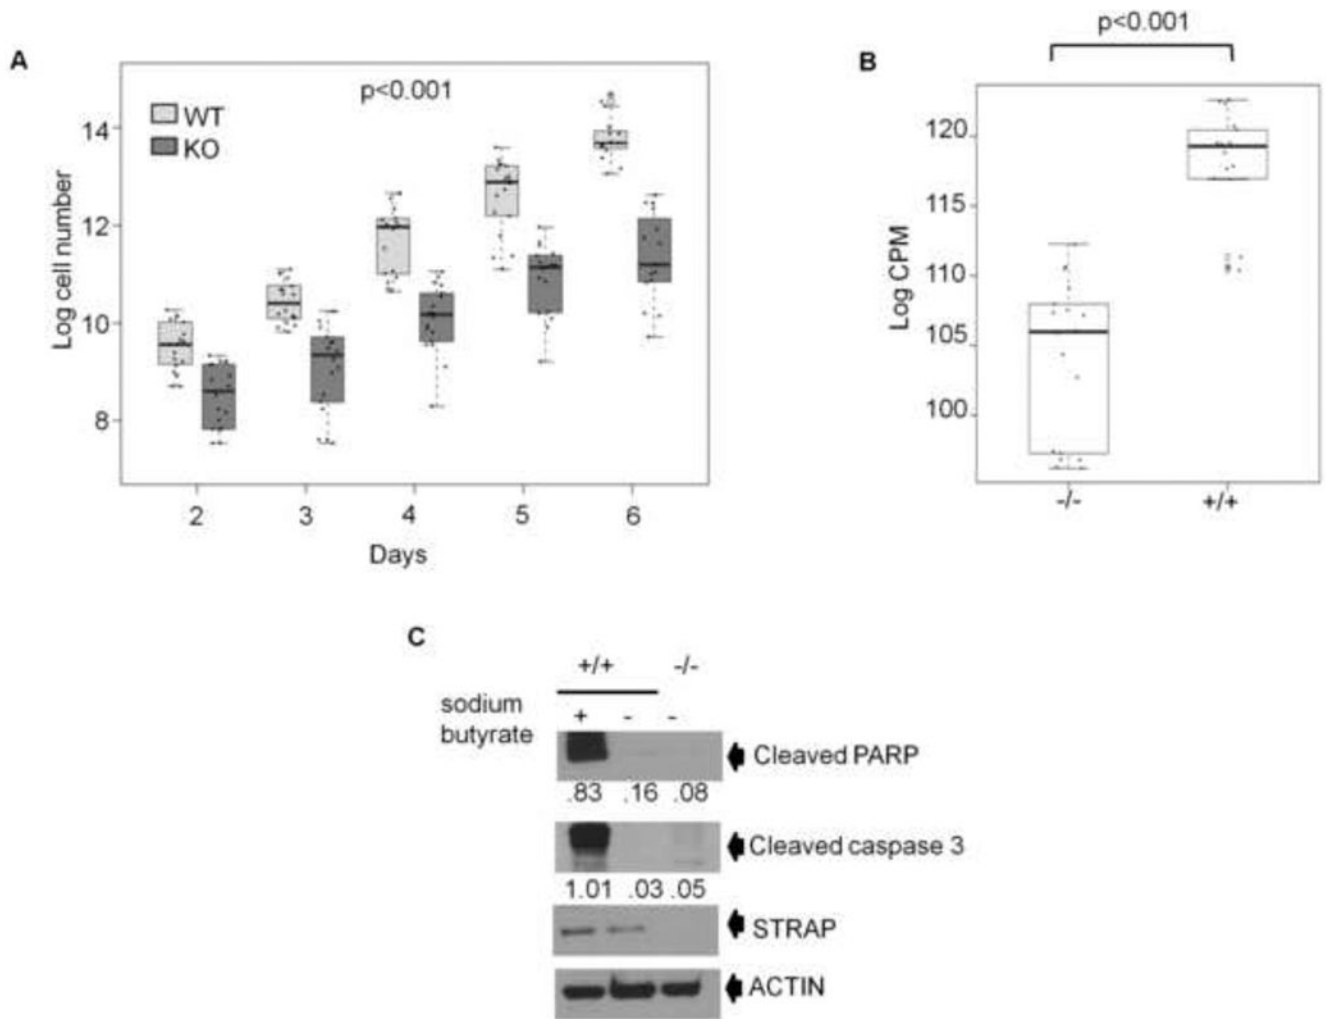 A
p<0.001
WT
KO
Log cell number
14
12
10
8
2 3 4 5 6
Days
B
p<0.001
Log CPM
120
115
110
105
100
-/- +/+
C
+/+ -/-
sodium
butyrate
+ - -
Cleaved PARP
.83 .16 .08
Cleaved caspase 3
1.01 .03 .05
STRAP
ACTIN